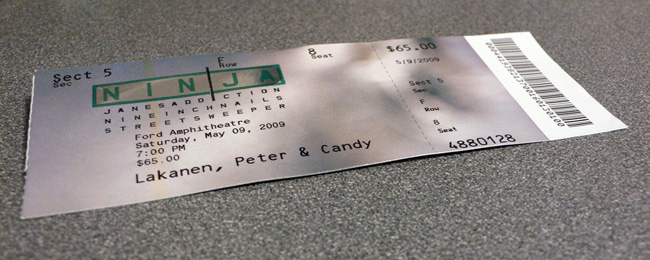 Sect 5
Sec
F
Row
8
Seat
NINJA
JANESADDICTION
NINEINCHNAILS
STREETSWEEPER
Ford Amphitheatre
Saturday, May 09, 2009
7:00 PM
$65.00
Lakanen, Peter & Candy
$65.00
5/9/2009
Sect 5
Sec
F
Row
8
Seat
4880128